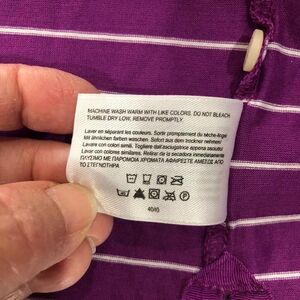 MACHINE WASH WARM WITH LIKE COLORS. DO NOT BLEACH
TUMBLE DRY LOW, REMOVE PROMPTLY.
Laver en séparant les couleurs. Sortir promptement du sèche-linge!
Mit ähnlichen farben waschen. Sofort aus dem trockner nehmen!
Lavare con colori simili. Togliere dall'asciugatrice appena asciutto!
Lavar con colores similares. Retirar de la secadora inmediatamente
ΠΛΥΣΙΜΟ ΜΕ ΠΑΡΟΜΟΙΑ ΧΡΩΜΑΤΑ ΑΦΑΙΡΕΣΤΕ ΑΜΕΣΩΣ ΑΠΟ
ΤΟ ΣΤΕΓΝΩΤΗΡΑ